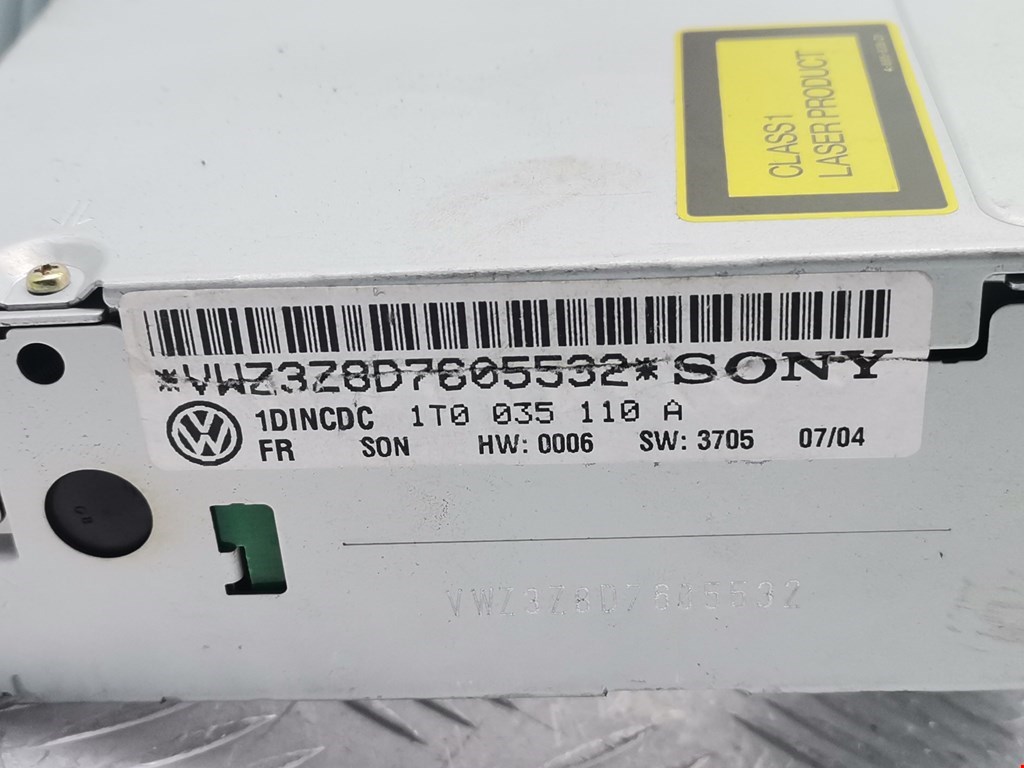 CLASS1
LASER PRODUCT
*VWZ3Z8D7605532* SONY
1DINCDC 1T0 035 110 A
FR SON HW: 0006 SW: 3705 07/04
VWZ3Z8D7605532